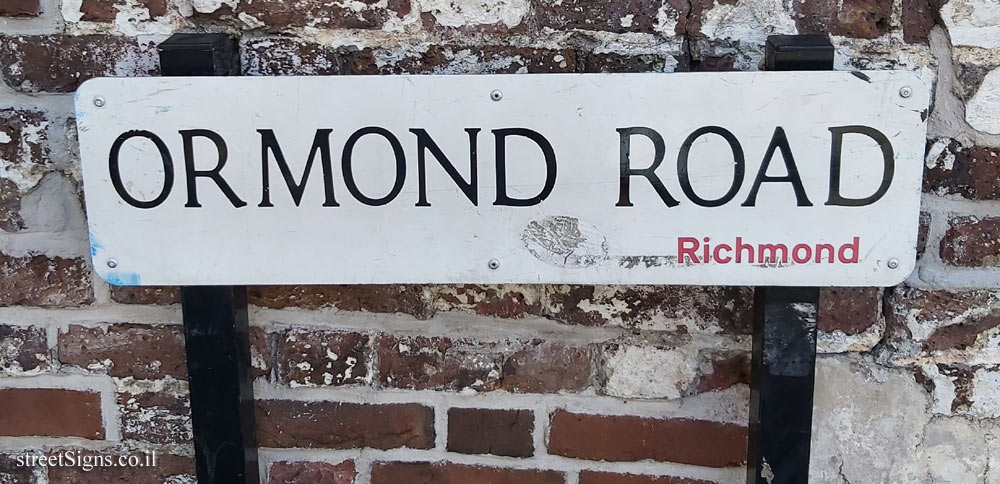 ORMOND ROAD
Richmond
streetSigns.co.il